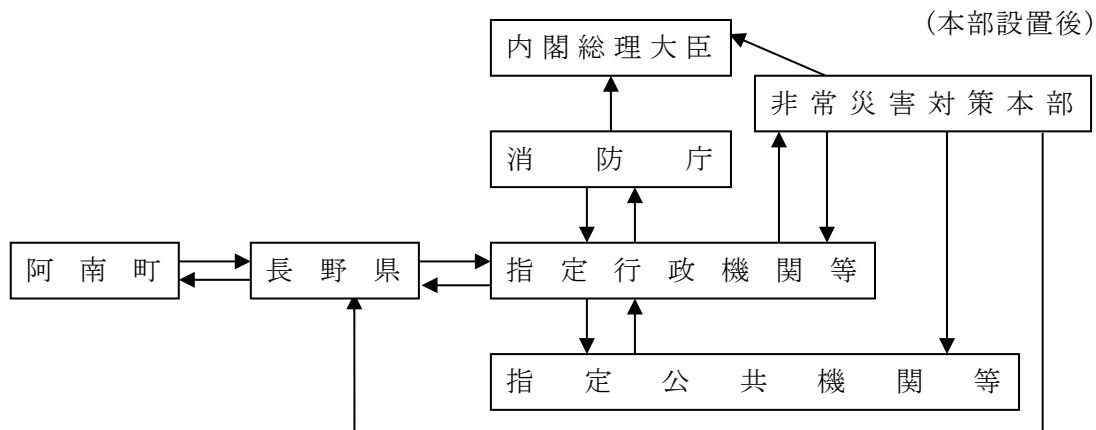 (本部設置後)
内閣総理大臣
非常災害対策本部
消防庁
阿南町
長野県
指定行政機関等
指定公共機関等